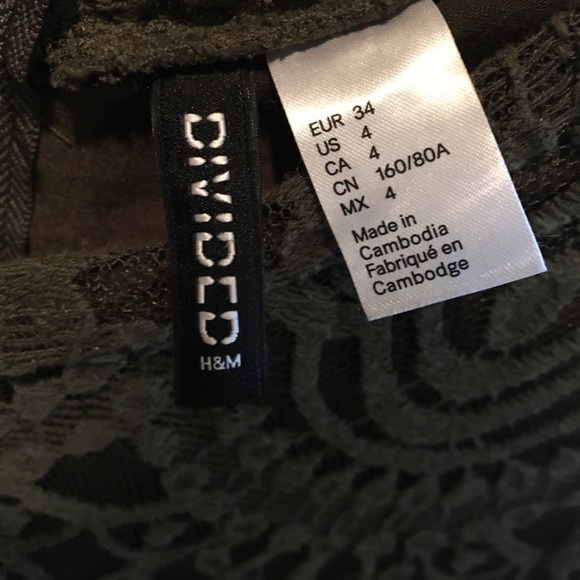 DIVIDED
H&M
EUR 34
US 4
CA 4
CN 160/80A
MX 4
Made in
Cambodia
Fabriqué en
Cambodge